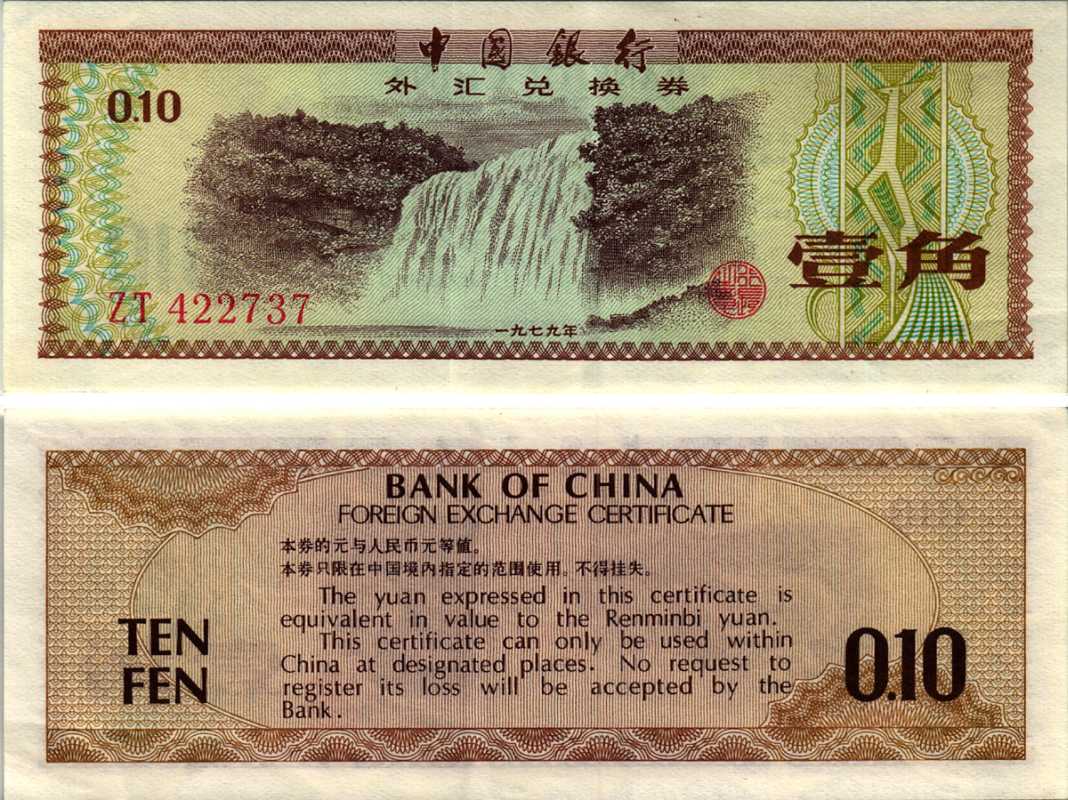 中国銀行
外汇兑换券
0.10
壹角
ZT 422737
一九七九年
BANK OF CHINA
FOREIGN EXCHANGE CERTIFICATE
本券的元与人民币元等值。
本券只限在中国境内指定的范围使用。不得挂失。
The yuan expressed in this certificate is
equivalent in value to the Renminbi yuan.
This certificate can only be used within
China at designated places. No request to
register its loss will be accepted by the
Bank.
TEN
FEN
0.10